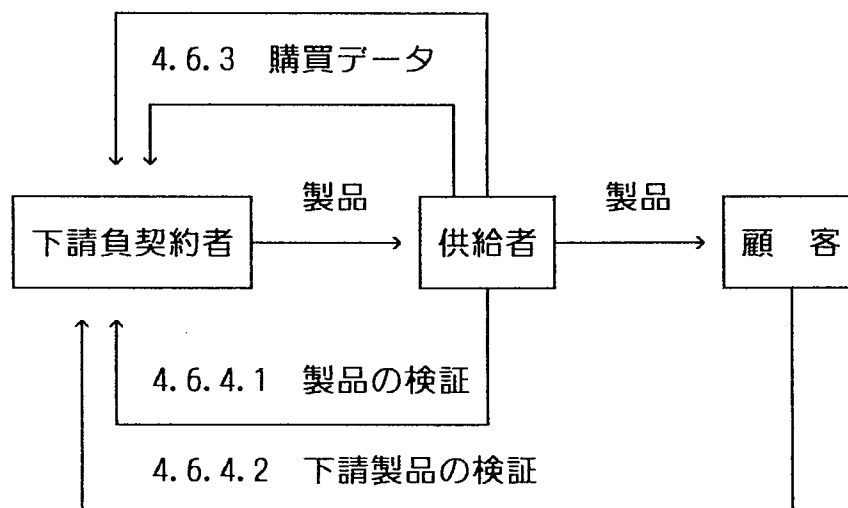 4.6.3 購買データ
製品
製品
下請負契約者
供給者
顧 客
4.6.4.1 製品の検証
4.6.4.2 下請製品の検証